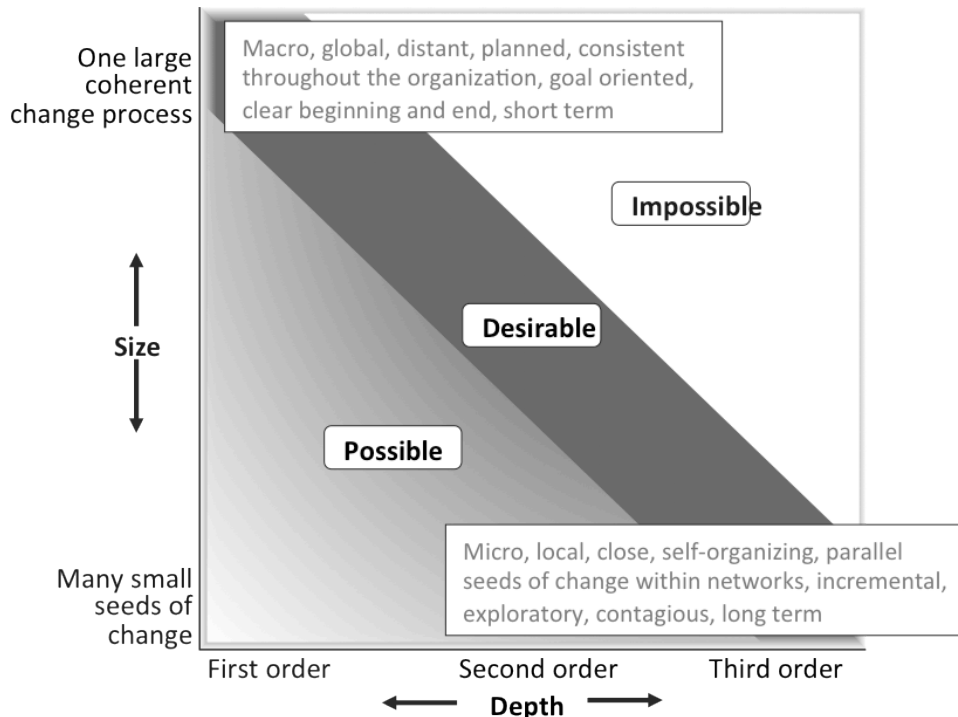 One large
coherent
change process
Macro, global, distant, planned, consistent
throughout the organization, goal oriented,
clear beginning and end, short term
Impossible
Desirable
Size
Possible
Micro, local, close, self-organizing, parallel
seeds of change within networks, incremental,
exploratory, contagious, long term
Many small
seeds of
change
First order
Second order
Third order
Depth